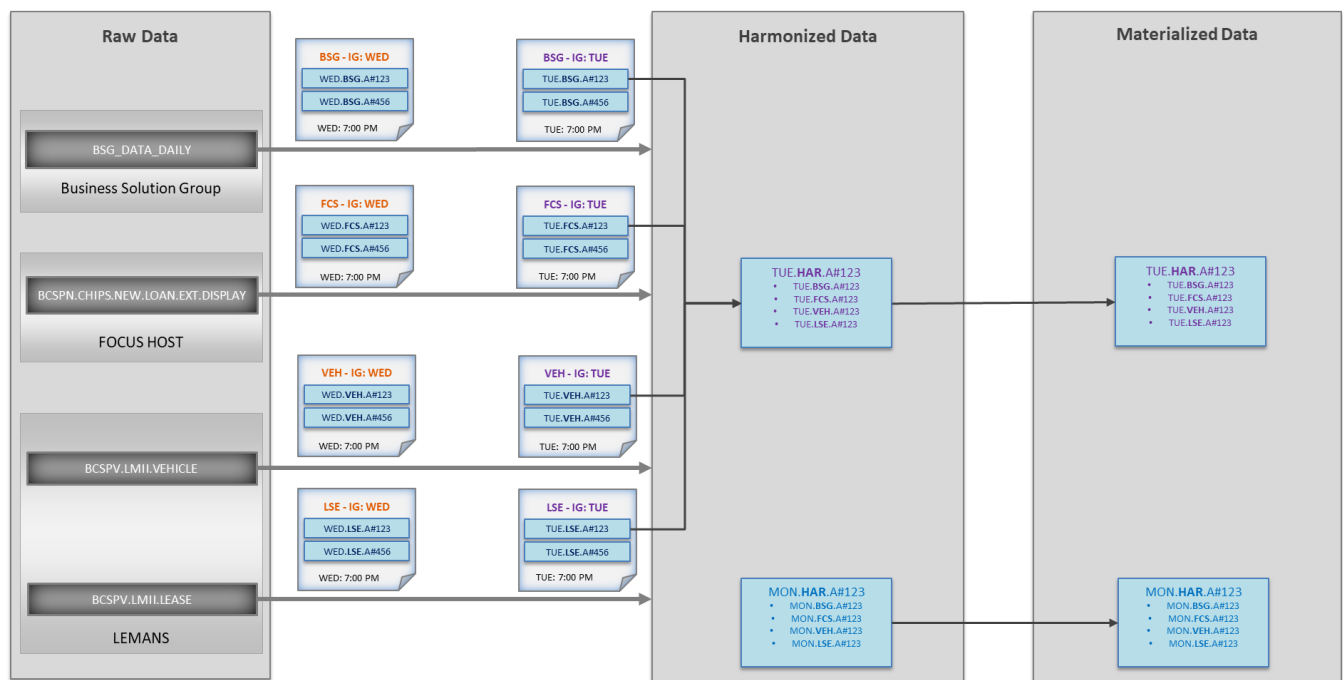 Raw Data
BSG_DATA_DAILY
Business Solution Group
BCSPN.CHIPS.NEW.LOAN.EXT.DISPLAY
FOCUS HOST
BCSPV.LMII.VEHICLE
BCSPV.LMII.LEASE
LEMANS
BSG - IG: WED
WED.BSG.A#123
WED.BSG.A#456
WED: 7:00 PM
BSG - IG: TUE
TUE.BSG.A#123
TUE.BSG.A#456
TUE: 7:00 PM
FCS - IG: WED
WED.FCS.A#123
WED.FCS.A#456
WED: 7:00 PM
FCS - IG: TUE
TUE.FCS.A#123
TUE.FCS.A#456
TUE: 7:00 PM
VEH - IG: WED
WED.VEH.A#123
WED.VEH.A#456
WED: 7:00 PM
VEH - IG: TUE
TUE.VEH.A#123
TUE.VEH.A#456
TUE: 7:00 PM
LSE - IG: WED
WED.LSE.A#123
WED.LSE.A#456
WED: 7:00 PM
LSE - IG: TUE
TUE.LSE.A#123
TUE.LSE.A#456
TUE: 7:00 PM
Harmonized Data
TUE.HAR.A#123
• TUE.BSG.A#123
• TUE.FCS.A#123
• TUE.VEH.A#123
• TUE.LSE.A#123
MON.HAR.A#123
• MON.BSG.A#123
• MON.FCS.A#123
• MON.VEH.A#123
• MON.LSE.A#123
Materialized Data
TUE.HAR.A#123
• TUE.BSG.A#123
• TUE.FCS.A#123
• TUE.VEH.A#123
• TUE.LSE.A#123
MON.HAR.A#123
• MON.BSG.A#123
• MON.FCS.A#123
• MON.VEH.A#123
• MON.LSE.A#123